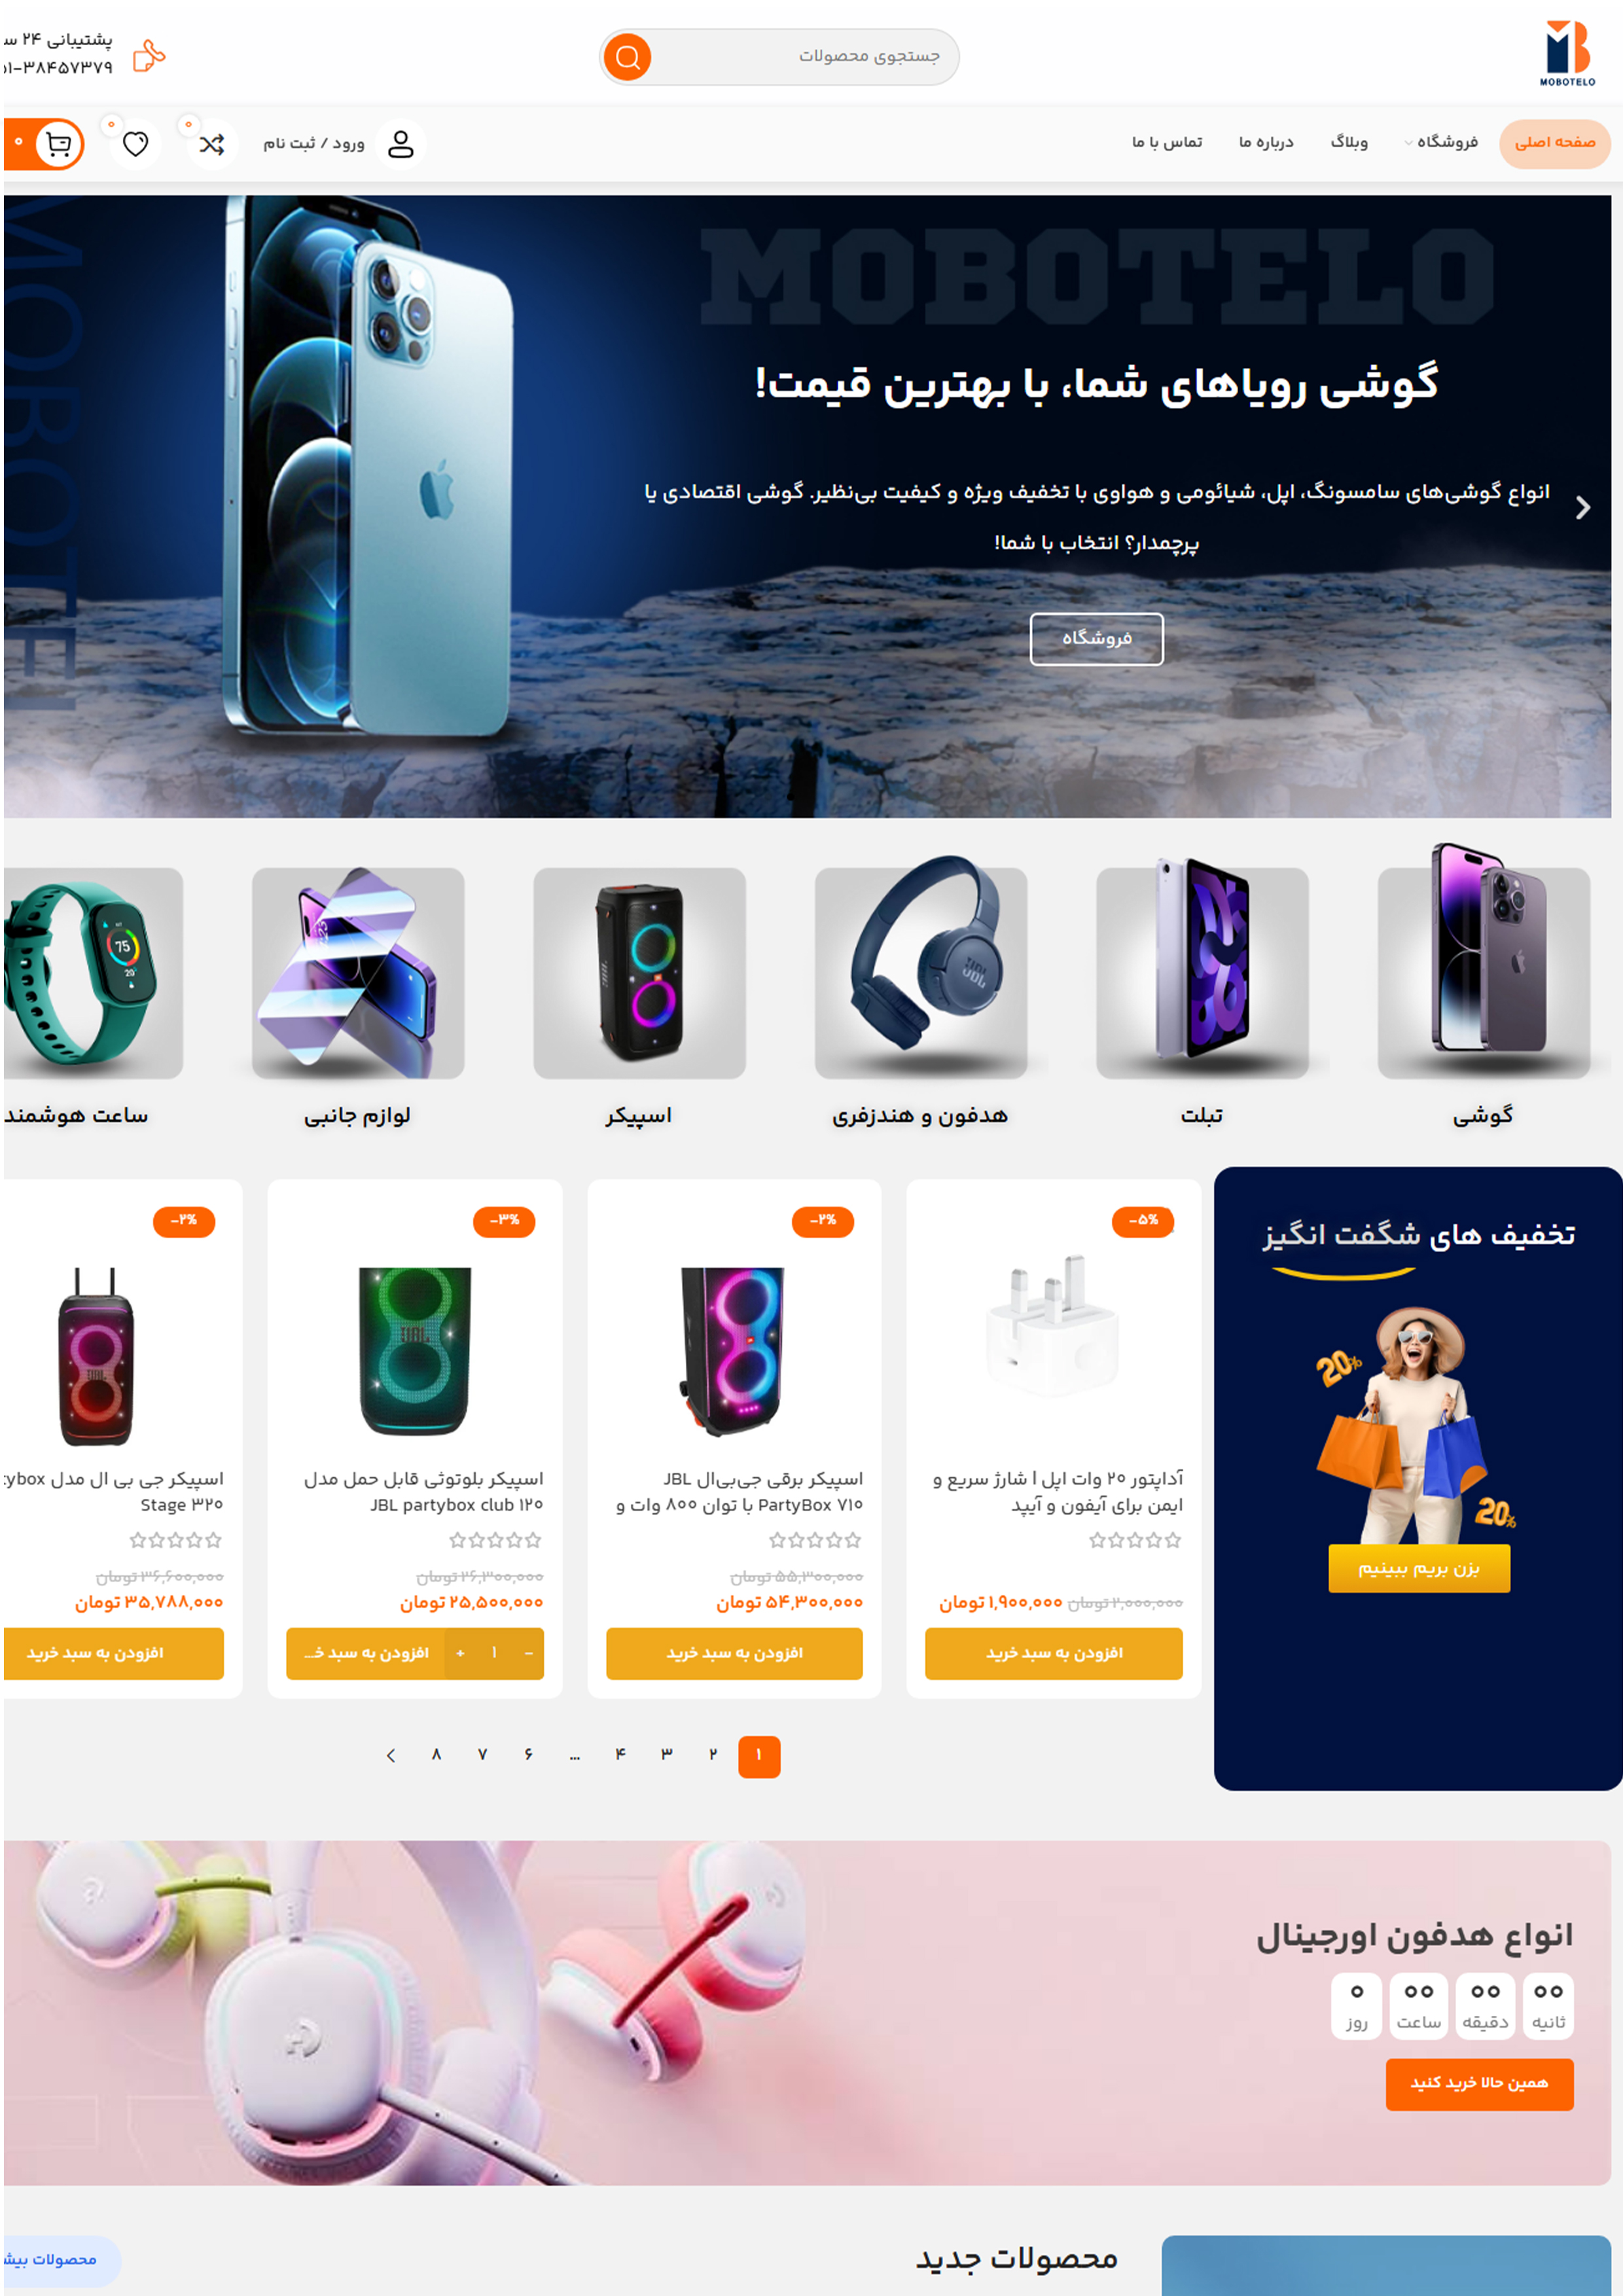 MOBOTELO
جستجوی محصولات
پشتیبانی ۲۴
۳۸۴۵۷۳۷۹
صفحه اصلی
فروشگاه
وبلاگ
درباره ما
تماس با ما
ورود / ثبت نام
۰
۰
۰
MOBOTELO
گوشی رویاهای شما، با بهترین قیمت!
انواع گوشی‌های سامسونگ، اپل، شیائومی و هواوی با تخفیف ویژه و کیفیت بی‌نظیر. گوشی اقتصادی یا
پرچمدار؟ انتخاب با شما!
فروشگاه
گوشی
تبلت
هدفون و هندزفری
اسپیکر
لوازم جانبی
ساعت هوشمند
تخفیف های شگفت انگیز
20%
20%
بزن بریم ببینیم
-۵%
آداپتور ۲۰ وات اپل | شارژ سریع و
ایمن برای آیفون و آیپد
۲,۰۰۰,۰۰۰ تومان ۱,۹۰۰,۰۰۰ تومان
افزودن به سبد خرید
-۲%
اسپیکر برقی جی‌بی‌ال JBL
PartyBox ۷۱۰ با توان ۸۰۰ وات و
۵۵,۳۰۰,۰۰۰ تومان
۵۴,۳۰۰,۰۰۰ تومان
افزودن به سبد خرید
-۳%
اسپیکر بلوتوثی قابل حمل مدل
JBL partybox club ۱۲۰
۲۶,۳۰۰,۰۰۰ تومان
۲۵,۵۰۰,۰۰۰ تومان
- ۱ + افزودن به سبد خـ...
-۲%
اسپیکر جی بی ال مدل tybox
Stage ۳۲۰
۳۶,۶۰۰,۰۰۰ تومان
۳۵,۷۸۸,۰۰۰ تومان
افزودن به سبد خرید
۱ ۲ ۳ ۴ … ۶ ۷ ۸
انواع هدفون اورجینال
۰۰ ۰۰ ۰۰ ۰
ثانیه دقیقه ساعت روز
همین حالا خرید کنید
محصولات جدید
محصولات